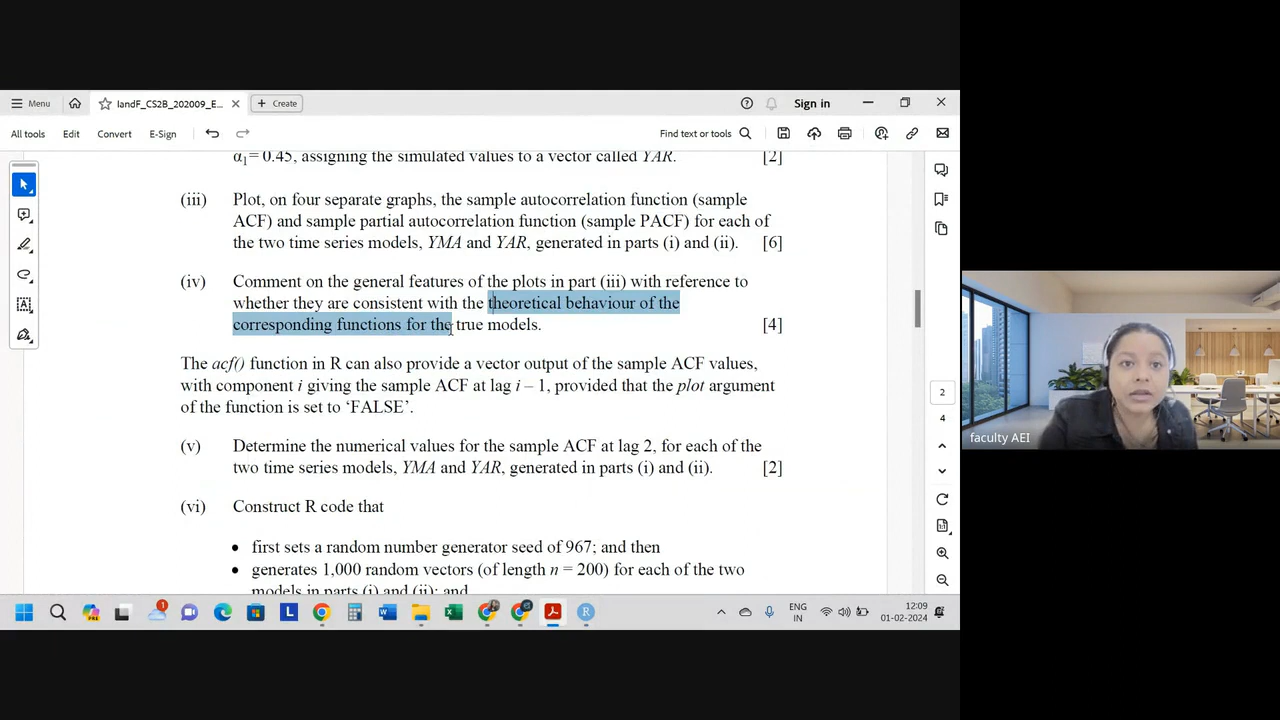 Menu
IandF_CS2B_202009_E...
Create
Sign in
All tools
Edit
Convert
E-Sign
Find text or tools
α1= 0.45, assigning the simulated values to a vector called YAR. [2]
(iii) Plot, on four separate graphs, the sample autocorrelation function (sample
ACF) and sample partial autocorrelation function (sample PACF) for each of
the two time series models, YMA and YAR, generated in parts (i) and (ii). [6]
(iv) Comment on the general features of the plots in part (iii) with reference to
whether they are consistent with the theoretical behaviour of the
corresponding functions for the true models. [4]
The acf() function in R can also provide a vector output of the sample ACF values,
with component i giving the sample ACF at lag i – 1, provided that the plot argument
of the function is set to ‘FALSE’.
(v) Determine the numerical values for the sample ACF at lag 2, for each of the
two time series models, YMA and YAR, generated in parts (i) and (ii). [2]
(vi) Construct R code that
• first sets a random number generator seed of 967; and then
• generates 1,000 random vectors (of length n = 200) for each of the two
models in parts (i) and (ii); and
2
4
faculty AEI
1
PRE
L
ENG
IN
12:09
01-02-2024